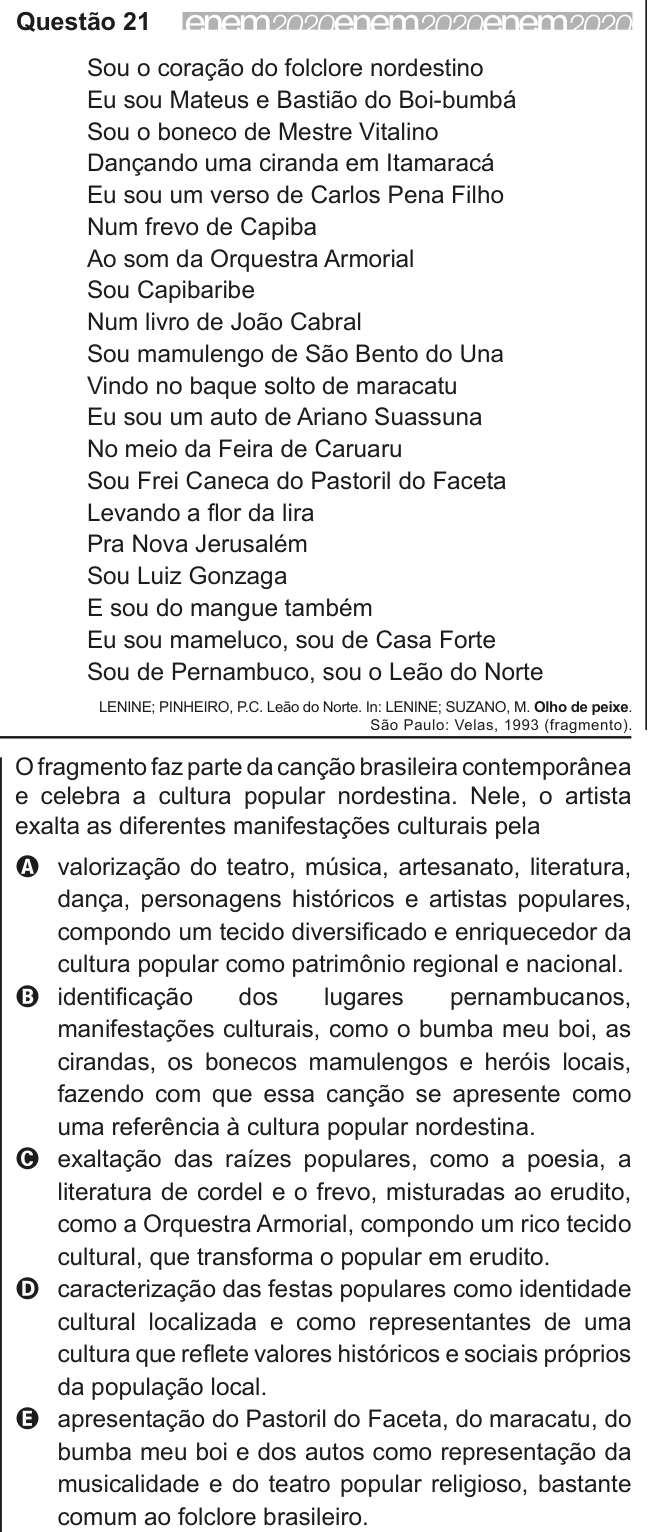 Questão 21 enem2020enem2020enem2020
Sou o coração do folclore nordestino
Eu sou Mateus e Bastião do Boi-bumbá
Sou o boneco de Mestre Vitalino
Dançando uma ciranda em Itamaracá
Eu sou um verso de Carlos Pena Filho
Num frevo de Capiba
Ao som da Orquestra Armorial
Sou Capibaribe
Num livro de João Cabral
Sou mamulengo de São Bento do Una
Vindo no baque solto de maracatu
Eu sou um auto de Ariano Suassuna
No meio da Feira de Caruaru
Sou Frei Caneca do Pastoril do Faceta
Levando a flor da lira
Pra Nova Jerusalém
Sou Luiz Gonzaga
E sou do mangue também
Eu sou mameluco, sou de Casa Forte
Sou de Pernambuco, sou o Leão do Norte
LENINE; PINHEIRO, P.C. Leão do Norte. In: LENINE; SUZANO, M. Olho de peixe.
São Paulo: Velas, 1993 (fragmento).
O fragmento faz parte da canção brasileira contemporânea
e celebra a cultura popular nordestina. Nele, o artista
exalta as diferentes manifestações culturais pela
A valorização do teatro, música, artesanato, literatura,
dança, personagens históricos e artistas populares,
compondo um tecido diversificado e enriquecedor da
cultura popular como patrimônio regional e nacional.
B identificação dos lugares pernambucanos,
manifestações culturais, como o bumba meu boi, as
cirandas, os bonecos mamulengos e heróis locais,
fazendo com que essa canção se apresente como
uma referência à cultura popular nordestina.
C exaltação das raízes populares, como a poesia, a
literatura de cordel e o frevo, misturadas ao erudito,
como a Orquestra Armorial, compondo um rico tecido
cultural, que transforma o popular em erudito.
D caracterização das festas populares como identidade
cultural localizada e como representantes de uma
cultura que reflete valores históricos e sociais próprios
da população local.
E apresentação do Pastoril do Faceta, do maracatu, do
bumba meu boi e dos autos como representação da
musicalidade e do teatro popular religioso, bastante
comum ao folclore brasileiro.